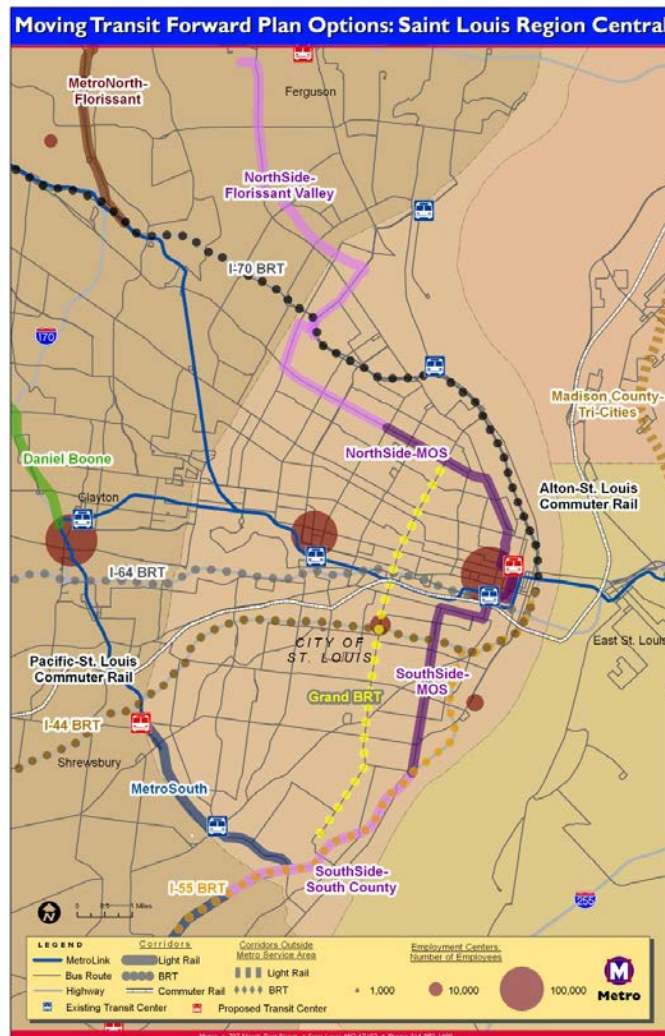 Moving Transit Forward Plan Options: Saint Louis Region Central
MetroNorth-
Florissant
Ferguson
NorthSide-
Florissant Valley
I-70 BRT
170
Madison County-
Tri-Cities
Daniel Boone
NorthSide-MOS
Clayton
Alton-St. Louis
Commuter Rail
I-64 BRT
CITY OF
ST. LOUIS
East St. Louis
Pacific-St. Louis
Commuter Rail
SouthSide-
MOS
Grand BRT
I-44 BRT
Shrewsbury
MetroSouth
SouthSide-
South County
I-55 BRT
255
0 0.5 1 Miles
LEGEND
MetroLink
Bus Route
Highway
Existing Transit Center
Corridors
Light Rail
BRT
Commuter Rail
Proposed Transit Center
Corridors Outside
Metro Service Area
Light Rail
BRT
Employment Centers:
Number of Employees
1,000
10,000
100,000
Metro